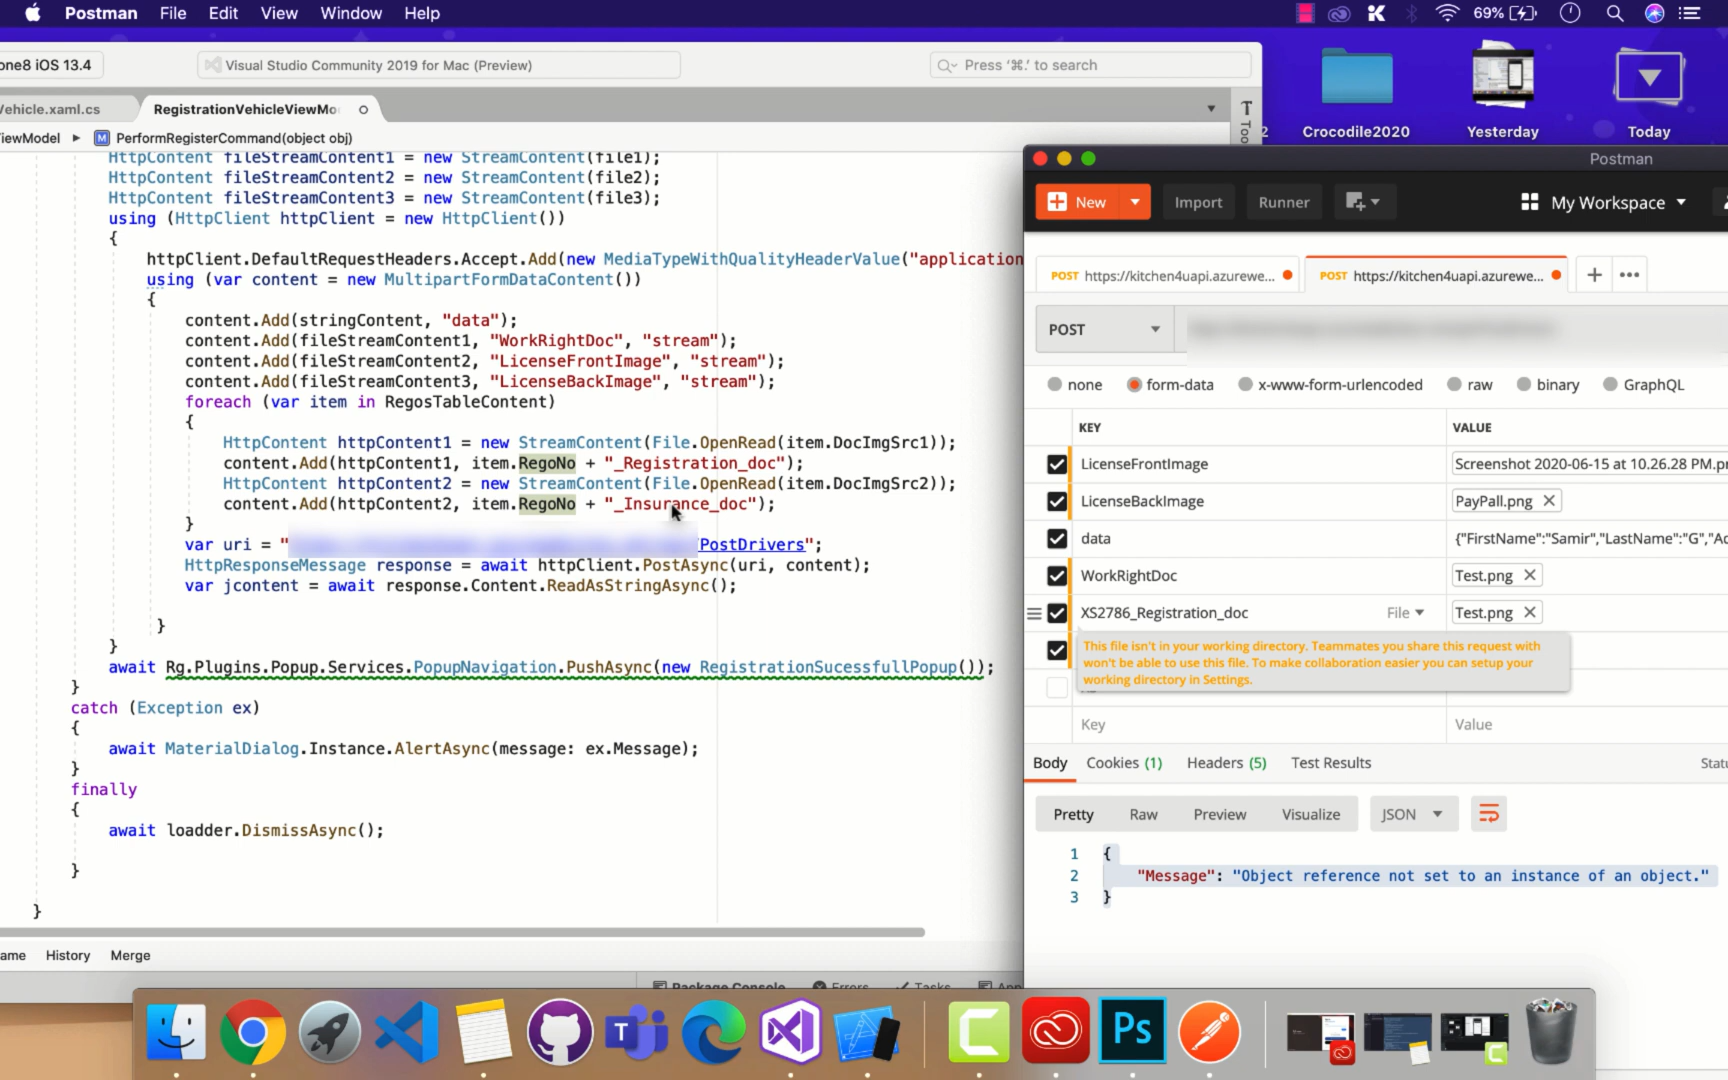 Postman File Edit View Window Help
69%
one8 iOS 13.4
Visual Studio Community 2019 for Mac (Preview)
Press ‘⌘.’ to search
Vehicle.xaml.cs
RegistrationVehicleViewMo
iewModel ▸ M PerformRegisterCommand(object obj)
HttpContent fileStreamContent1 = new StreamContent(file1);
HttpContent fileStreamContent2 = new StreamContent(file2);
HttpContent fileStreamContent3 = new StreamContent(file3);
using (HttpClient httpClient = new HttpClient())
{
httpClient.DefaultRequestHeaders.Accept.Add(new MediaTypeWithQualityHeaderValue("application
using (var content = new MultipartFormDataContent())
{
content.Add(stringContent, "data");
content.Add(fileStreamContent1, "WorkRightDoc", "stream");
content.Add(fileStreamContent2, "LicenseFrontImage", "stream");
content.Add(fileStreamContent3, "LicenseBackImage", "stream");
foreach (var item in RegosTableContent)
{
HttpContent httpContent1 = new StreamContent(File.OpenRead(item.DocImgSrc1));
content.Add(httpContent1, item.RegoNo + "_Registration_doc");
HttpContent httpContent2 = new StreamContent(File.OpenRead(item.DocImgSrc2));
content.Add(httpContent2, item.RegoNo + "_Insurance_doc");
}
var uri = "/PostDrivers";
HttpResponseMessage response = await httpClient.PostAsync(uri, content);
var jcontent = await response.Content.ReadAsStringAsync();
}
}
await Rg.Plugins.Popup.Services.PopupNavigation.PushAsync(new RegistrationSucessfullPopup());
}
catch (Exception ex)
{
await MaterialDialog.Instance.AlertAsync(message: ex.Message);
}
finally
{
await loadder.DismissAsync();
}
}
ame History Merge
Package Console Errors Tasks
T
Too
2
Crocodile2020
Yesterday
Today
Postman
New Import Runner My Workspace
POST https://kitchen4uapi.azurewe...
POST https://kitchen4uapi.azurewe...
POST
none form-data x-www-form-urlencoded raw binary GraphQL
KEY VALUE
LicenseFrontImage Screenshot 2020-06-15 at 10.26.28 PM.p
LicenseBackImage PayPall.png
data {"FirstName":"Samir","LastName":"G","Ad
WorkRightDoc Test.png
XS2786_Registration_doc File Test.png
This file isn't in your working directory. Teammates you share this request with
won't be able to use this file. To make collaboration easier you can setup your
working directory in Settings.
Key Value
Body Cookies (1) Headers (5) Test Results Statu
Pretty Raw Preview Visualize JSON
1 {
2 "Message": "Object reference not set to an instance of an object."
3 }
T
Ps